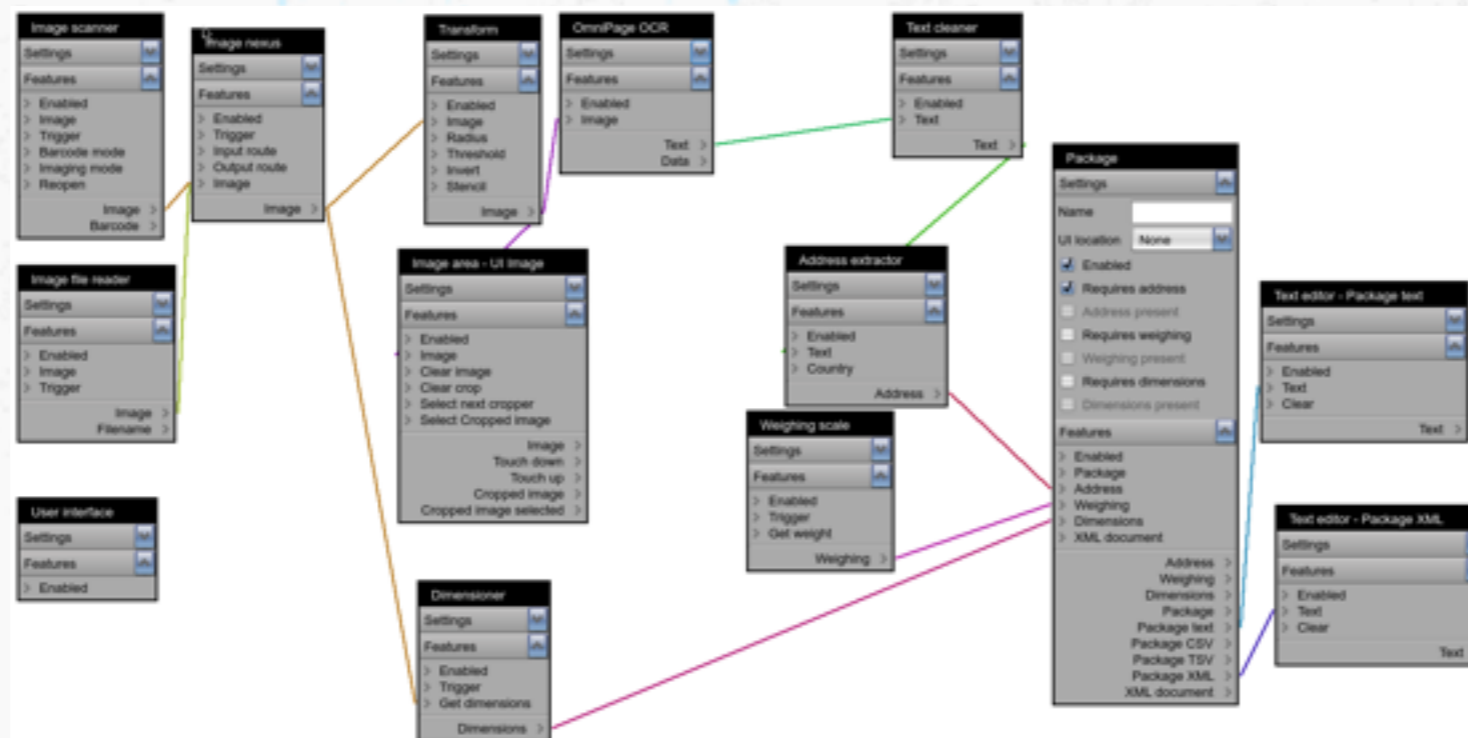 Image scanner
Settings
Features
Enabled
Image
Trigger
Barcode mode
Imaging mode
Reopen
Image
Barcode
Image nexus
Settings
Features
Enabled
Trigger
Input route
Output route
Image
Image
Transform
Settings
Features
Enabled
Image
Radius
Threshold
Invert
Stencil
Image
OmniPage OCR
Settings
Features
Enabled
Image
Text
Data
Text cleaner
Settings
Features
Enabled
Text
Text
Image file reader
Settings
Features
Enabled
Image
Trigger
Image
Filename
Image area - UI Image
Settings
Features
Enabled
Image
Clear image
Clear crop
Select next cropper
Select Cropped image
Image
Touch down
Touch up
Cropped image
Cropped image selected
Address extractor
Settings
Features
Enabled
Text
Country
Address
Weighing scale
Settings
Features
Enabled
Trigger
Get weight
Weighing
User interface
Settings
Features
Enabled
Dimensioner
Settings
Features
Enabled
Trigger
Get dimensions
Dimensions
Package
Settings
Name
UI location None
Enabled
Requires address
Address present
Requires weighing
Weighing present
Requires dimensions
Dimensions present
Features
Enabled
Package
Address
Weighing
Dimensions
XML document
Address
Weighing
Dimensions
Package
Package text
Package CSV
Package TSV
Package XML
XML document
Text editor - Package text
Settings
Features
Enabled
Text
Clear
Text
Text editor - Package XML
Settings
Features
Enabled
Text
Clear
Text